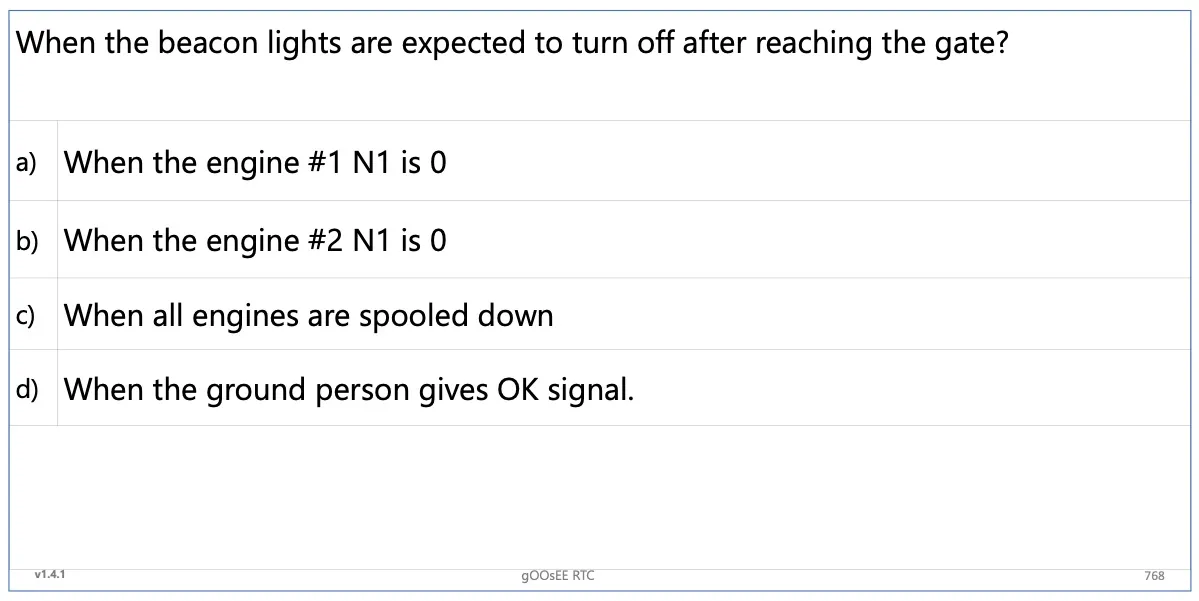 When the beacon lights are expected to turn off after reaching the gate?
a) When the engine #1 N1 is 0
b) When the engine #2 N1 is 0
c) When all engines are spooled down
d) When the ground person gives OK signal.
v1.4.1 gOOsEE RTC 768